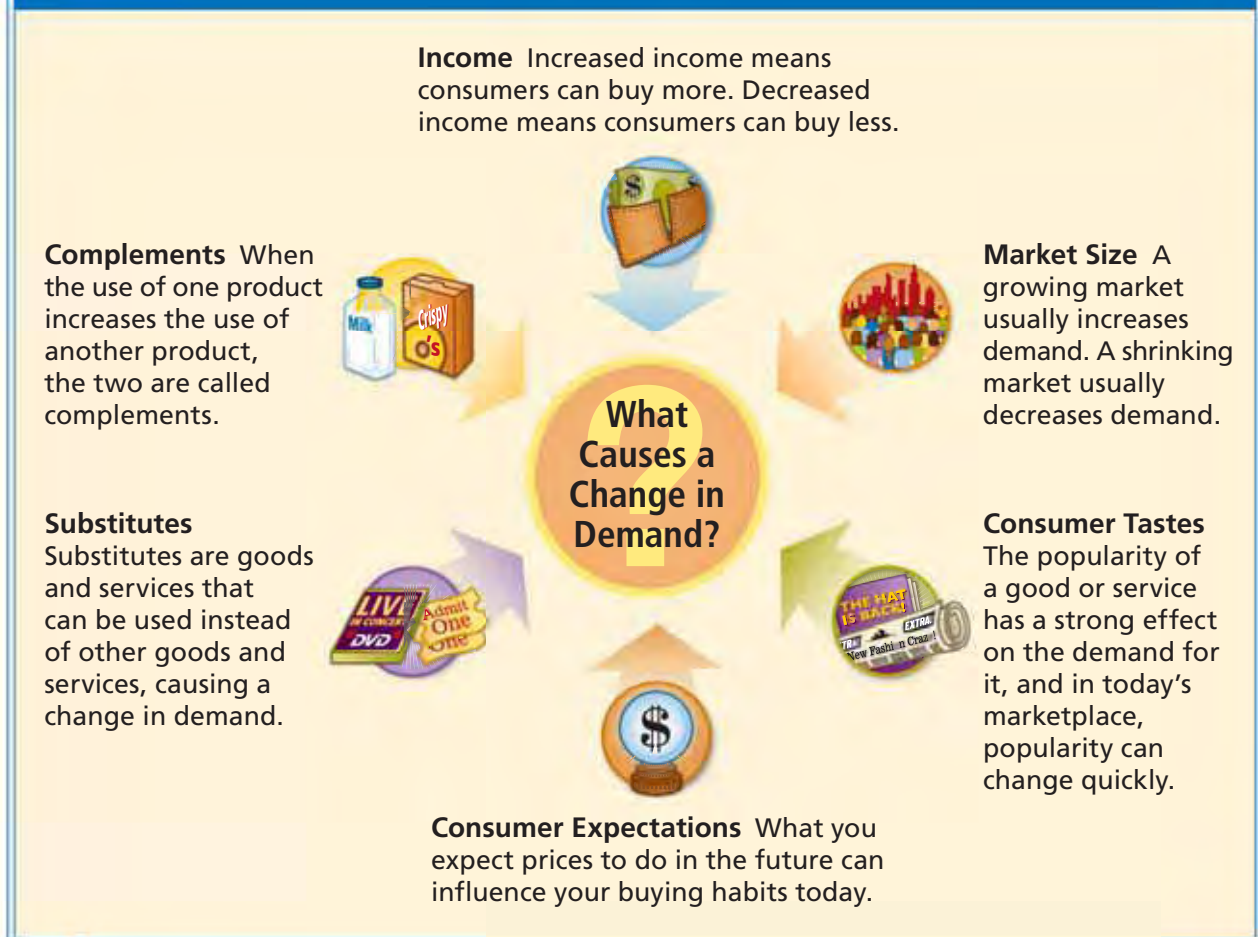 Income Increased income means
consumers can buy more. Decreased
income means consumers can buy less.
$
$
Complements When
the use of one product
increases the use of
another product,
the two are called
complements.
Milk
Crispy
O's
Market Size A
growing market
usually increases
demand. A shrinking
market usually
decreases demand.
?
What
Causes a
Change in
Demand?
Substitutes
Substitutes are goods
and services that
can be used instead
of other goods and
services, causing a
change in demand.
LIVE
IN CONCERT
DVD
Admit
One
One
Consumer Tastes
The popularity of
a good or service
has a strong effect
on the demand for
it, and in today's
marketplace,
popularity can
change quickly.
THE HAT
IS BACK!
EXTRA
New Fashi n Craz !
$
Consumer Expectations What you
expect prices to do in the future can
influence your buying habits today.